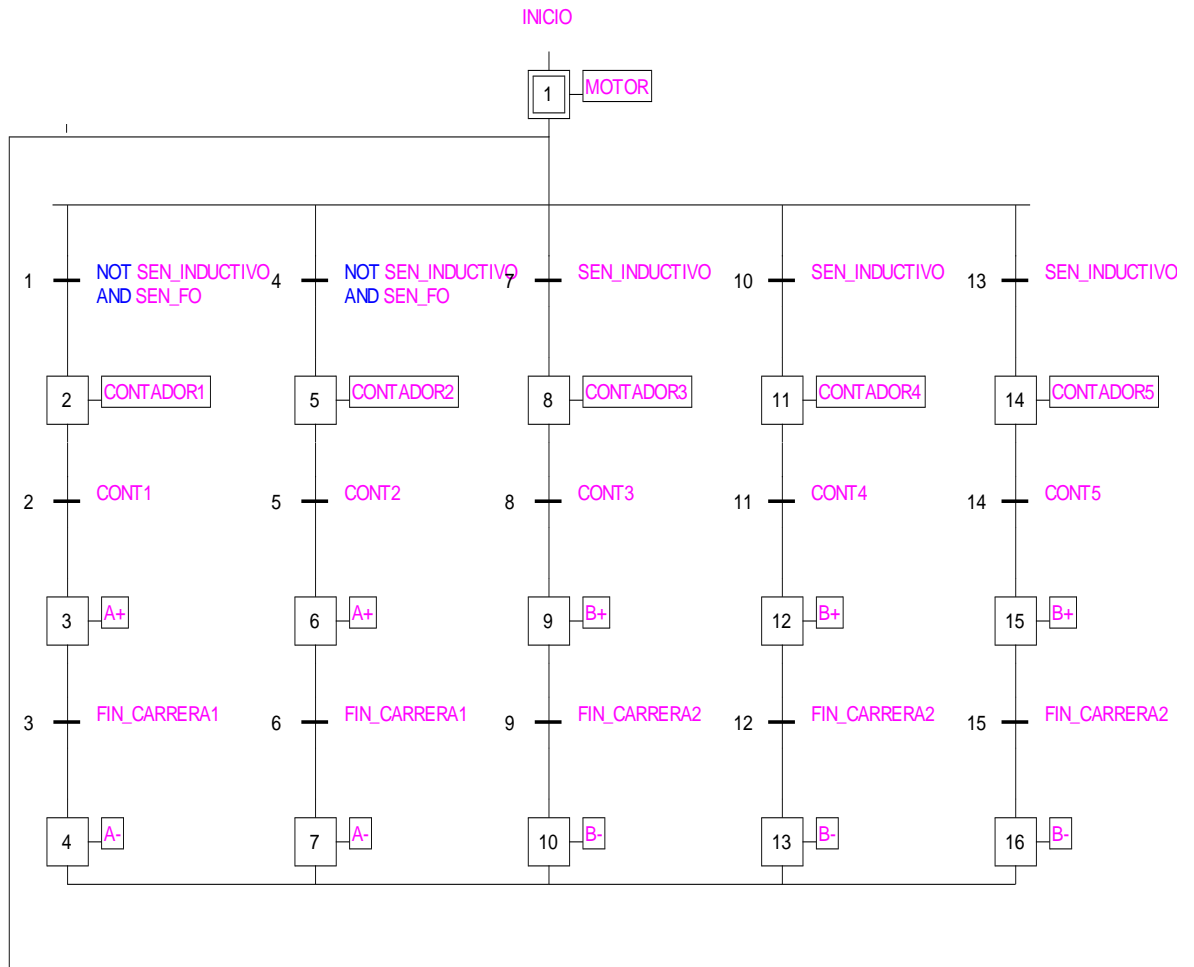 INICIO
1 MOTOR
1 NOT SEN_INDUCTIVO 4 NOT SEN_INDUCTIVO 7 SEN_INDUCTIVO 10 SEN_INDUCTIVO 13 SEN_INDUCTIVO
AND SEN_FO AND SEN_FO
2 CONTADOR1 5 CONTADOR2 8 CONTADOR3 11 CONTADOR4 14 CONTADOR5
2 CONT1 5 CONT2 8 CONT3 11 CONT4 14 CONT5
3 A+ 6 A+ 9 B+ 12 B+ 15 B+
3 FIN_CARRERA1 6 FIN_CARRERA1 9 FIN_CARRERA2 12 FIN_CARRERA2 15 FIN_CARRERA2
4 A- 7 A- 10 B- 13 B- 16 B-